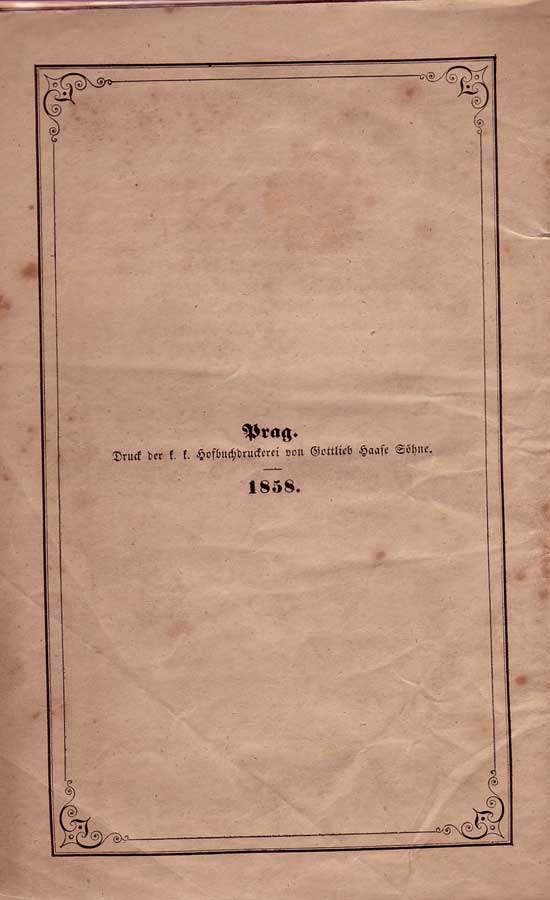 Prag.
Druck der k. k. Hofbuchdruckerei von Gottlieb Haase Söhne.
1858.